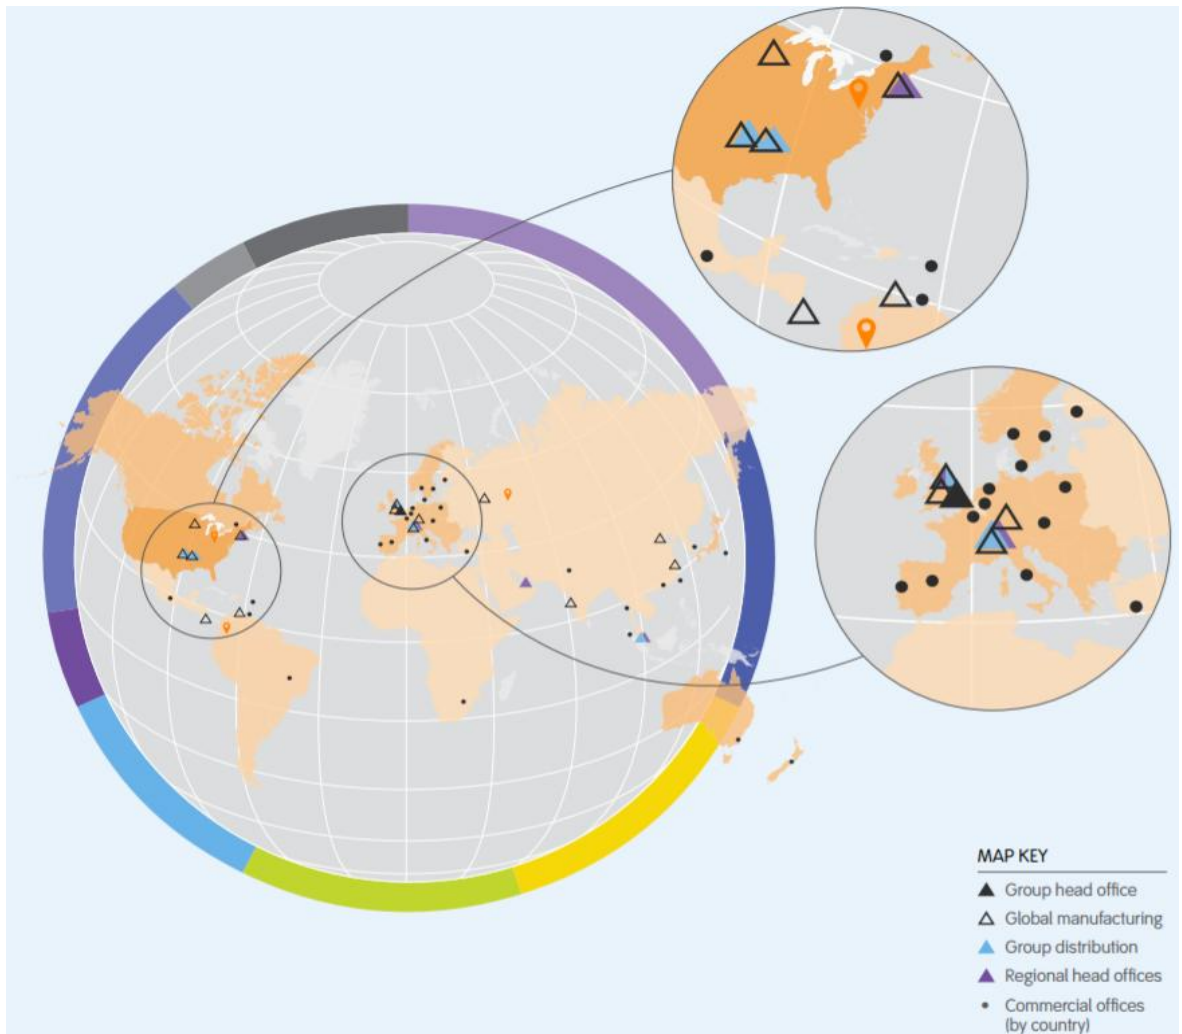 MAP KEY
Group head office
Global manufacturing
Group distribution
Regional head offices
Commercial offices
(by country)